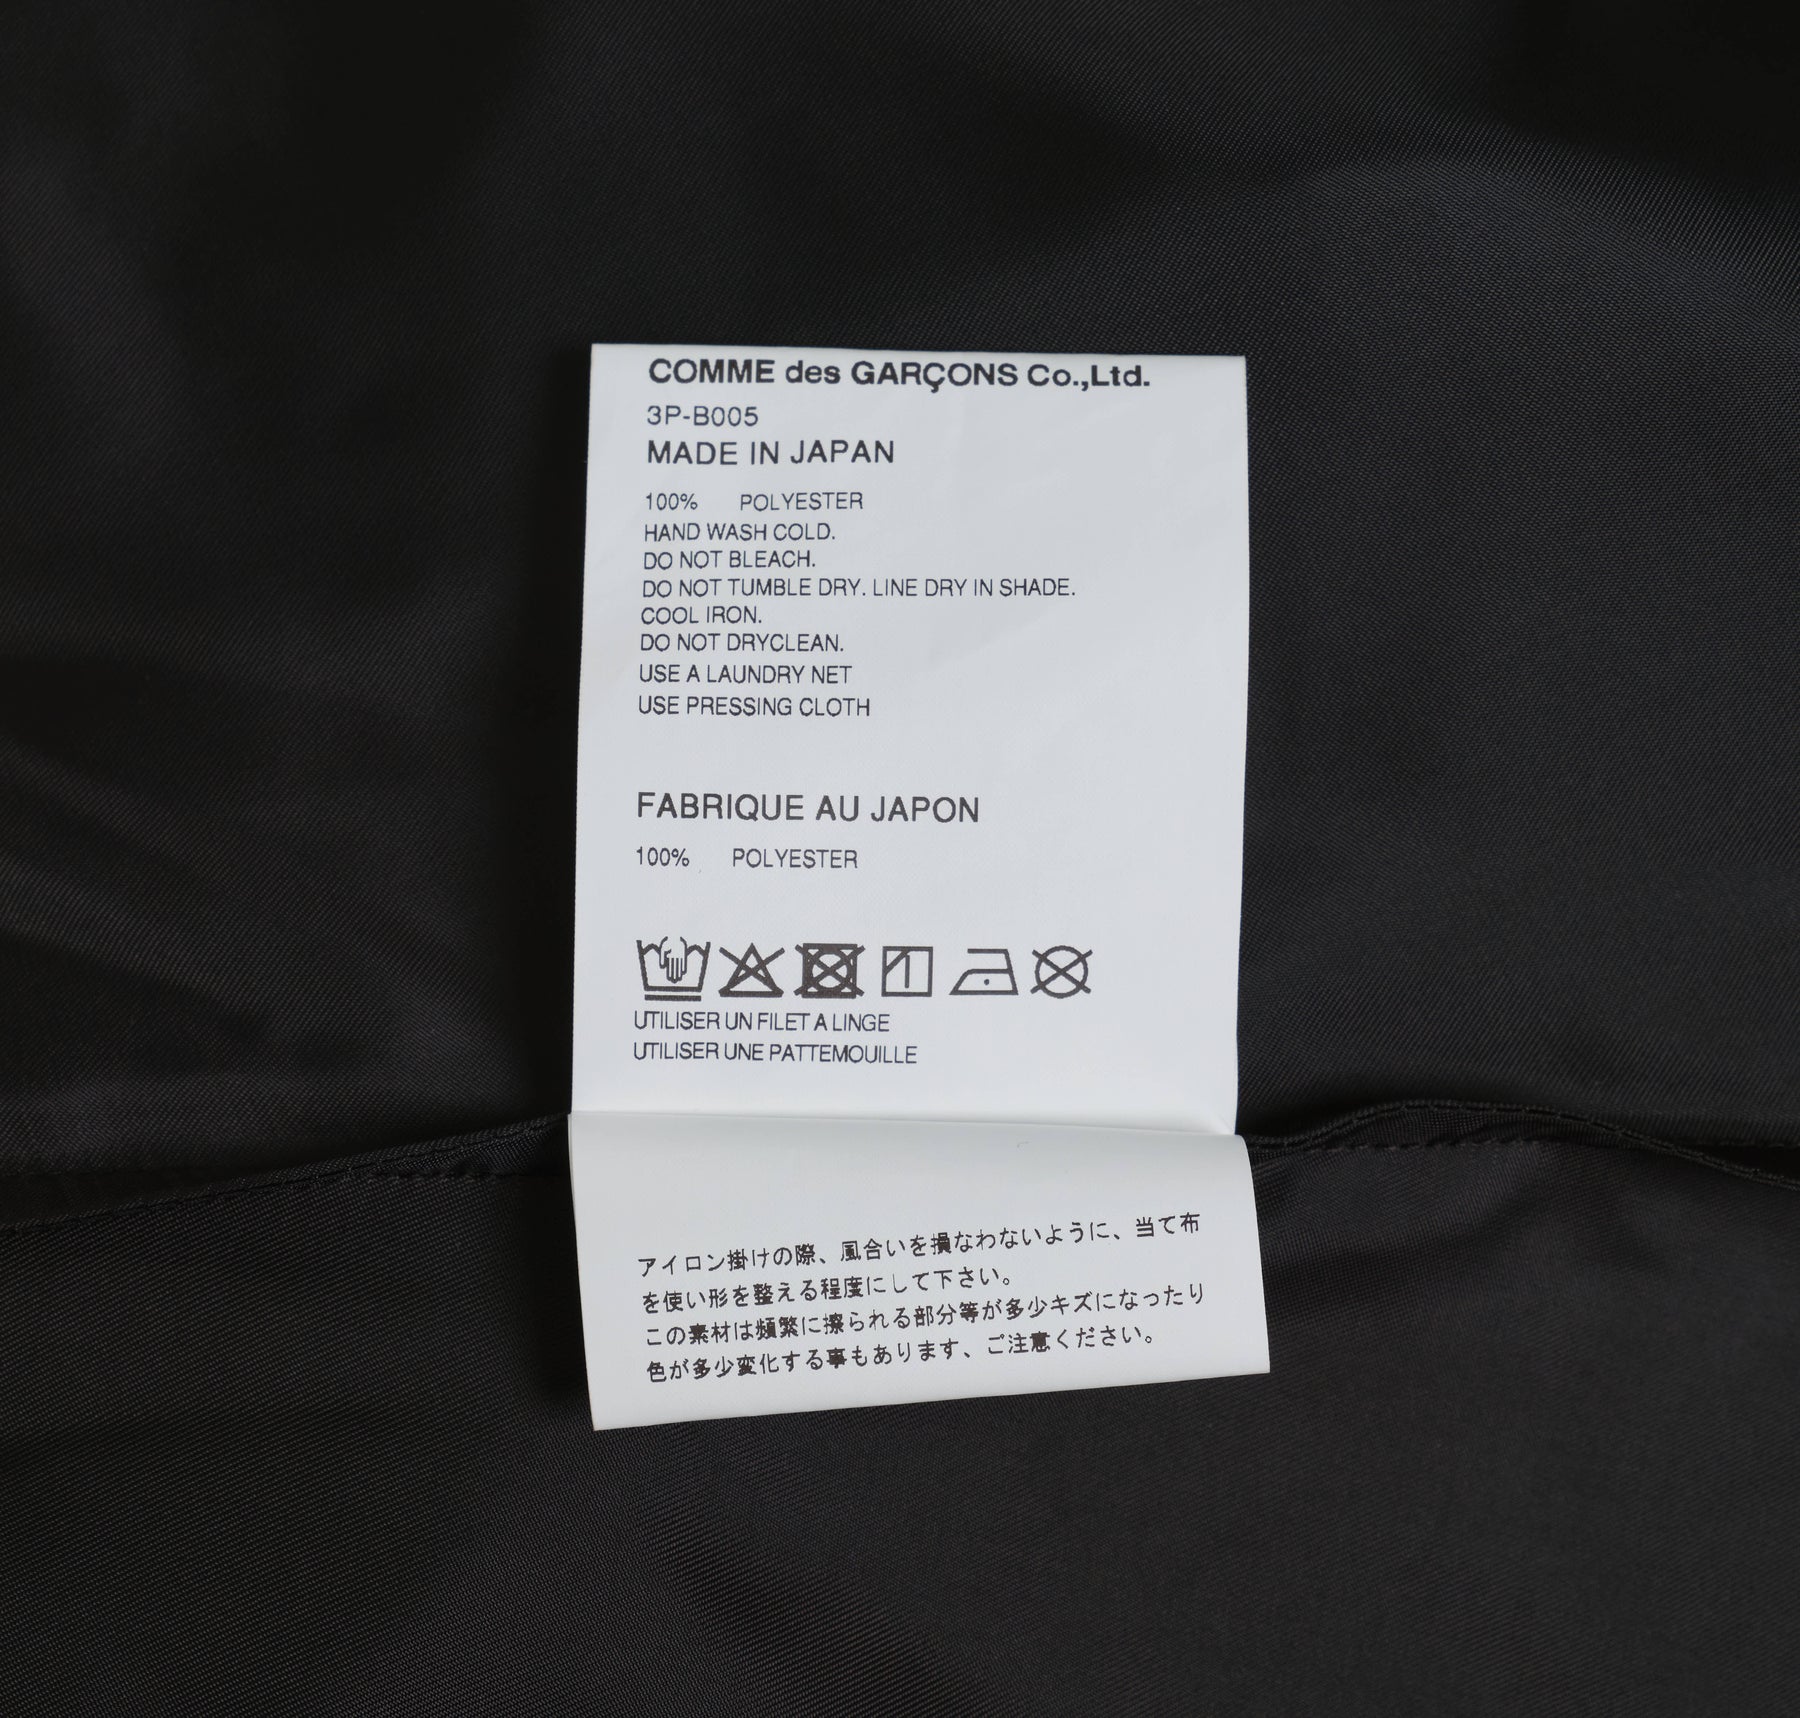 COMME des GARÇONS Co.,Ltd.
3P-B005
MADE IN JAPAN
100% POLYESTER
HAND WASH COLD.
DO NOT BLEACH.
DO NOT TUMBLE DRY. LINE DRY IN SHADE.
COOL IRON.
DO NOT DRYCLEAN.
USE A LAUNDRY NET
USE PRESSING CLOTH
FABRIQUE AU JAPON
100% POLYESTER
UTILISER UN FILET A LINGE
UTILISER UNE PATTEMOUILLE
アイロン掛けの際、風合いを損なわないように、当て布
を使い形を整える程度にして下さい。
この素材は頻繁に擦られる部分等が多少キズになったり
色が多少変化する事もあります、ご注意ください。